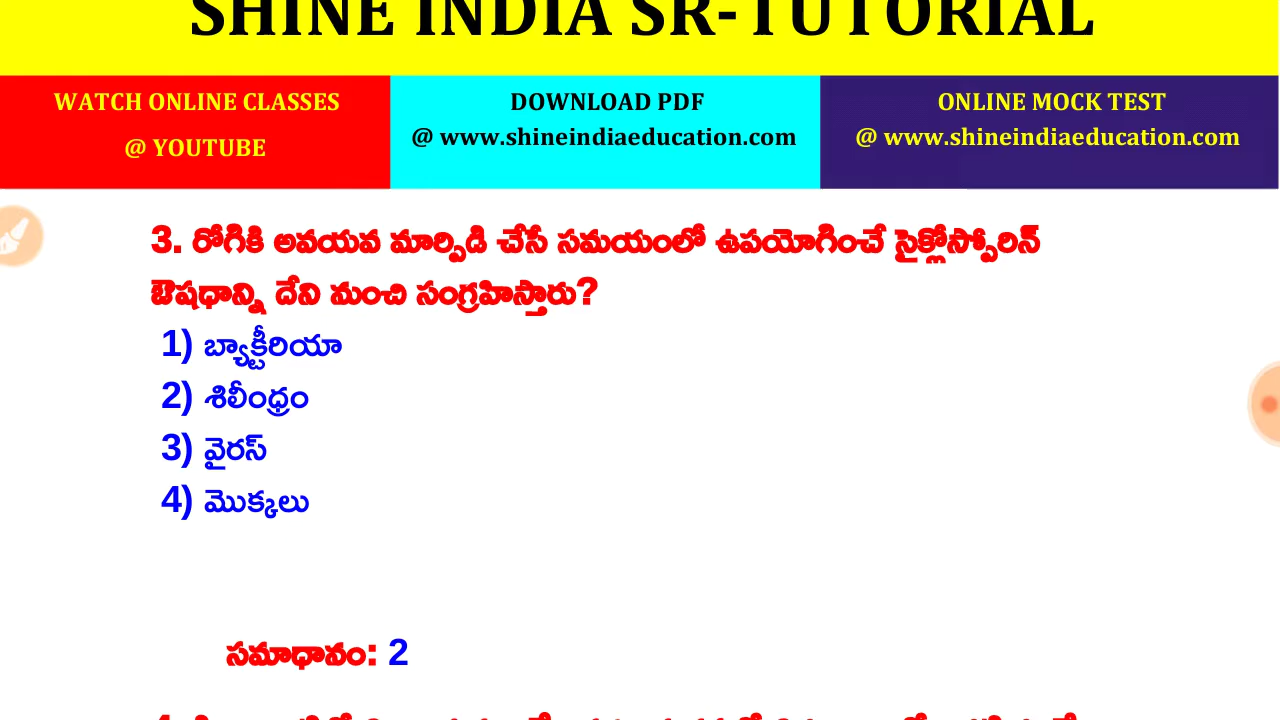 SHINE INDIA SR-TUTORIAL
WATCH ONLINE CLASSES
@ YOUTUBE
DOWNLOAD PDF
@ www.shineindiaeducation.com
ONLINE MOCK TEST
@ www.shineindiaeducation.com
3. రోగికి అవయవ మార్పిడి చేసే సమయంలో ఉపయోగించే సైక్లోస్పోరిన్
ఔషధాన్ని దేని నుంచి సంగ్రహిస్తారు?
1) బ్యాక్టీరియా
2) శిలీంధ్రం
3) వైరస్
4) మొక్కలు
సమాధానం: 2